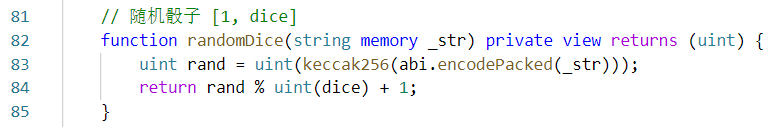 81 // 随机骰子 [1, dice]
82 function randomDice(string memory _str) private view returns (uint) {
83 uint rand = uint(keccak256(abi.encodePacked(_str)));
84 return rand % uint(dice) + 1;
85 }